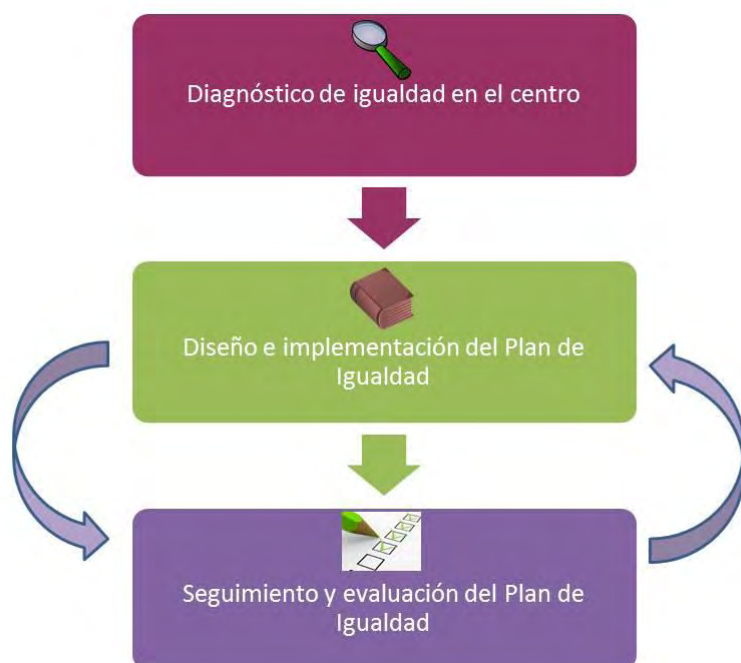 Diagnóstico de igualdad en el centro
Diseño e implementación del Plan de
Igualdad
Seguimiento y evaluación del Plan de
Igualdad